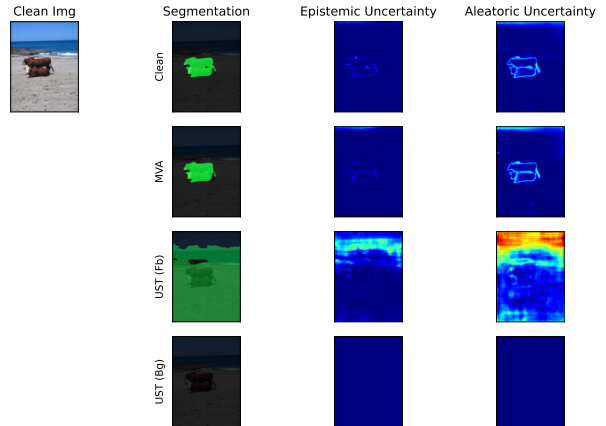 Clean Img
Segmentation
Epistemic Uncertainty
Aleatoric Uncertainty
Clean
MVA
UST (Fb)
UST (Bg)